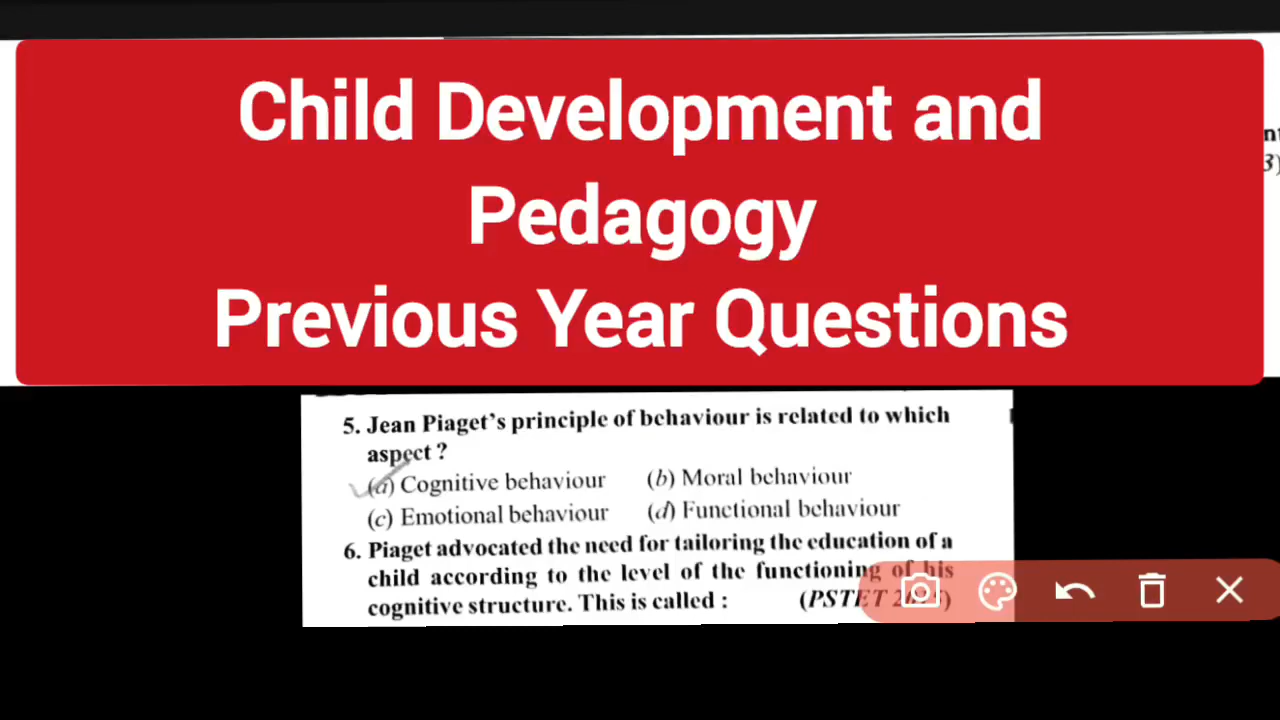 Child Development and
Pedagogy
Previous Year Questions
3)
5. Jean Piaget's principle of behaviour is related to which
aspect ?
(a) Cognitive behaviour (b) Moral behaviour
(c) Emotional behaviour (d) Functional behaviour
6. Piaget advocated the need for tailoring the education of a
child according to the level of the functioning of his
cognitive structure. This is called : (PSTET